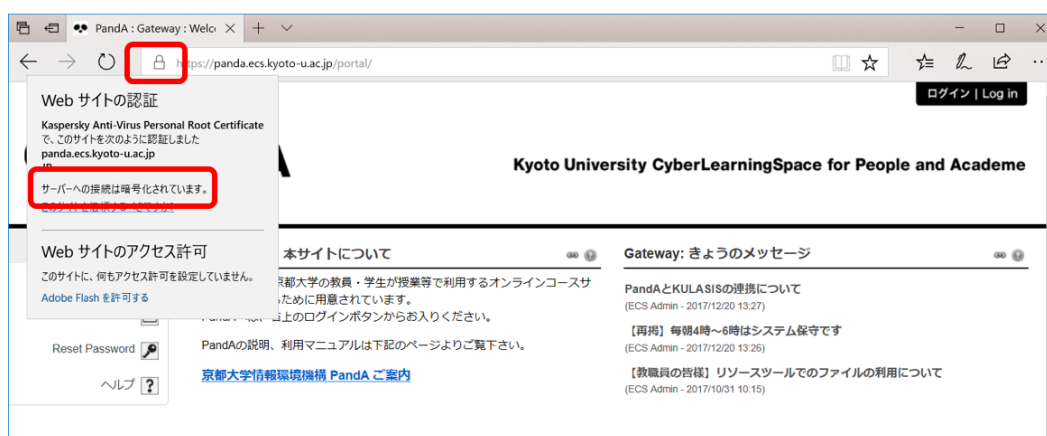 PandA : Gateway : Welc
https://panda.ecs.kyoto-u.ac.jp/portal/
ログイン | Log in
Web サイトの認証
Kaspersky Anti-Virus Personal Root Certificate
で、このサイトを次のように認証しました
panda.ecs.kyoto-u.ac.jp
JP
サーバーへの接続は暗号化されています。
このサイトを信頼するべきですか?
Web サイトのアクセス許可
このサイトに、何もアクセス許可を設定していません。
Adobe Flash を許可する
Kyoto University CyberLearningSpace for People and Academe
本サイトについて
京都大学の教員・学生が授業等で利用するオンラインコースサ
ために用意されています。
上のログインボタンからお入りください。
PandAの説明、利用マニュアルは下記のページよりご覧下さい。
京都大学情報環境機構 PandA ご案内
Reset Password
ヘルプ
Gateway: きょうのメッセージ
PandAとKULASISの連携について
(ECS Admin - 2017/12/20 13:27)
【再掲】毎朝4時～6時はシステム保守です
(ECS Admin - 2017/12/20 13:26)
【教職員の皆様】リソースツールでのファイルの利用について
(ECS Admin - 2017/10/31 10:15)